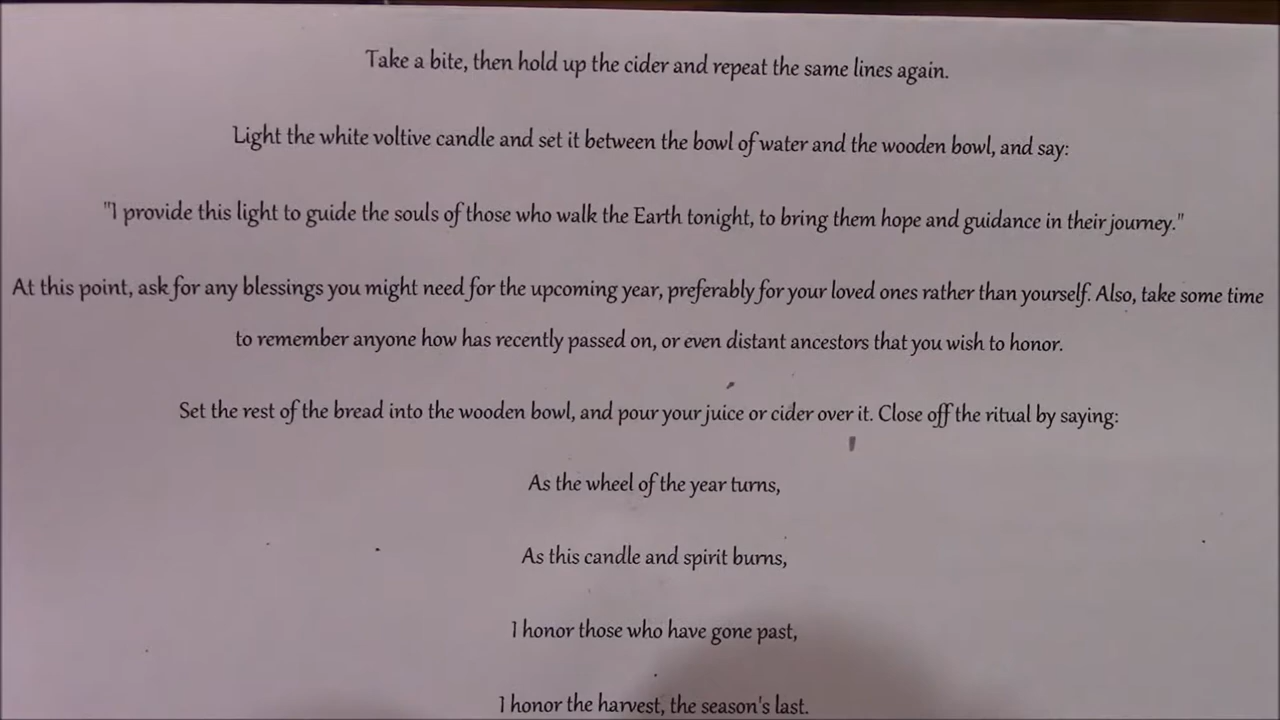 Take a bite, then hold up the cider and repeat the same lines again.
Light the white voltive candle and set it between the bowl of water and the wooden bowl, and say:
"I provide this light to guide the souls of those who walk the Earth tonight, to bring them hope and guidance in their journey."
At this point, ask for any blessings you might need for the upcoming year, preferably for your loved ones rather than yourself. Also, take some time
to remember anyone how has recently passed on, or even distant ancestors that you wish to honor.
Set the rest of the bread into the wooden bowl, and pour your juice or cider over it. Close off the ritual by saying:
As the wheel of the year turns,
As this candle and spirit burns,
I honor those who have gone past,
I honor the harvest, the season's last.